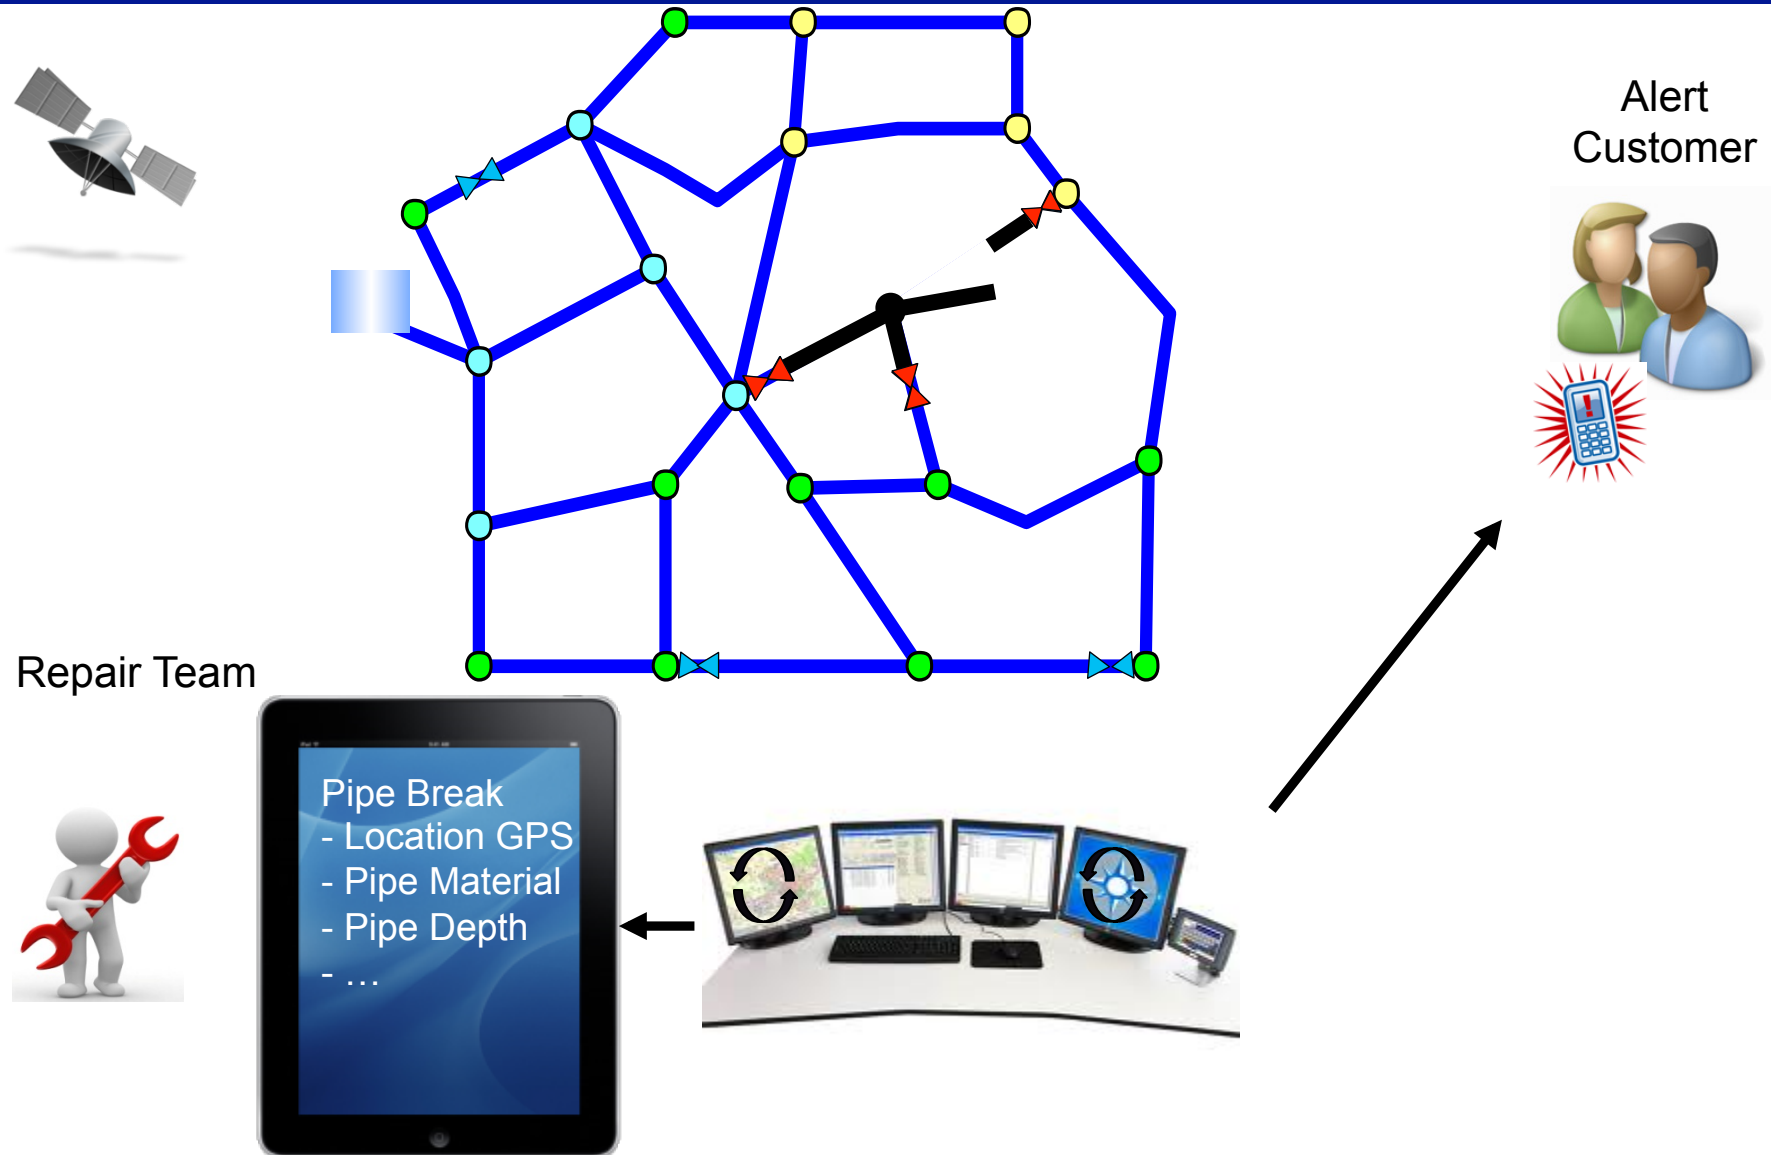 Alert
Customer
Repair Team
Pipe Break
- Location GPS
- Pipe Material
- Pipe Depth
- …